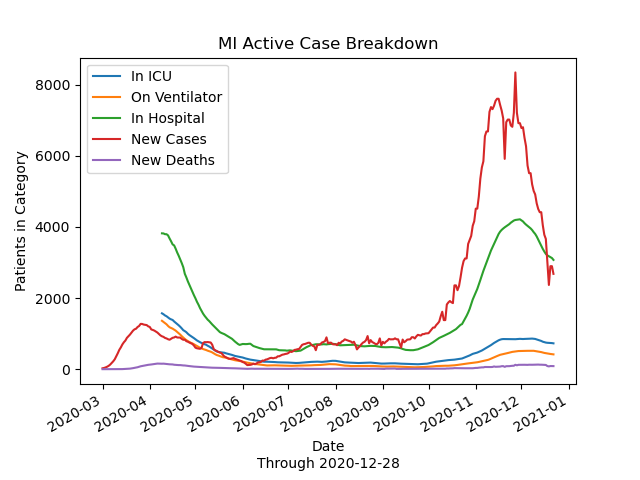 MI Active Case Breakdown
In ICU
On Ventilator
In Hospital
New Cases
New Deaths
Patients in Category
8000
6000
4000
2000
0
2020-03
2020-04
2020-05
2020-06
2020-07
2020-08
2020-09
2020-10
2020-11
2020-12
2021-01
Date
Through 2020-12-28